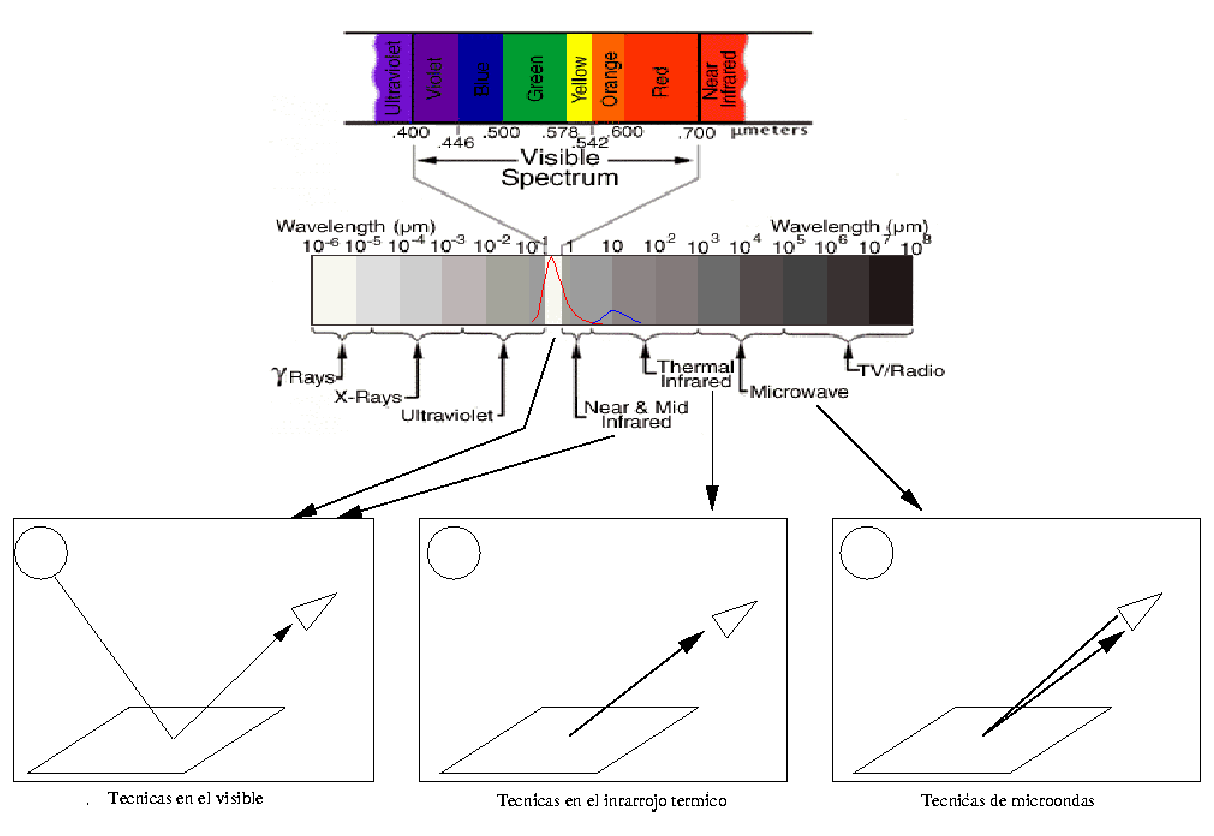 Ultraviolet
Violet
Blue
Green
Yellow
Orange
Red
Near
Infrared
.400 .446 .500 .578 .542 .600 .700 µmeters
Visible
Spectrum
Wavelength (µm) Wavelength (µm)
10-6 10-5 10-4 10-3 10-2 10-1 1 10 10² 10³ 10⁴ 10⁵ 10⁶ 10⁷ 10⁸
γ Rays
X-Rays
Ultraviolet
Near & Mid
Infrared
Thermal
Infrared
Microwave
TV/Radio
Tecnicas en el visible
Tecnicas en el infrarrojo termico
Tecnicas de microondas